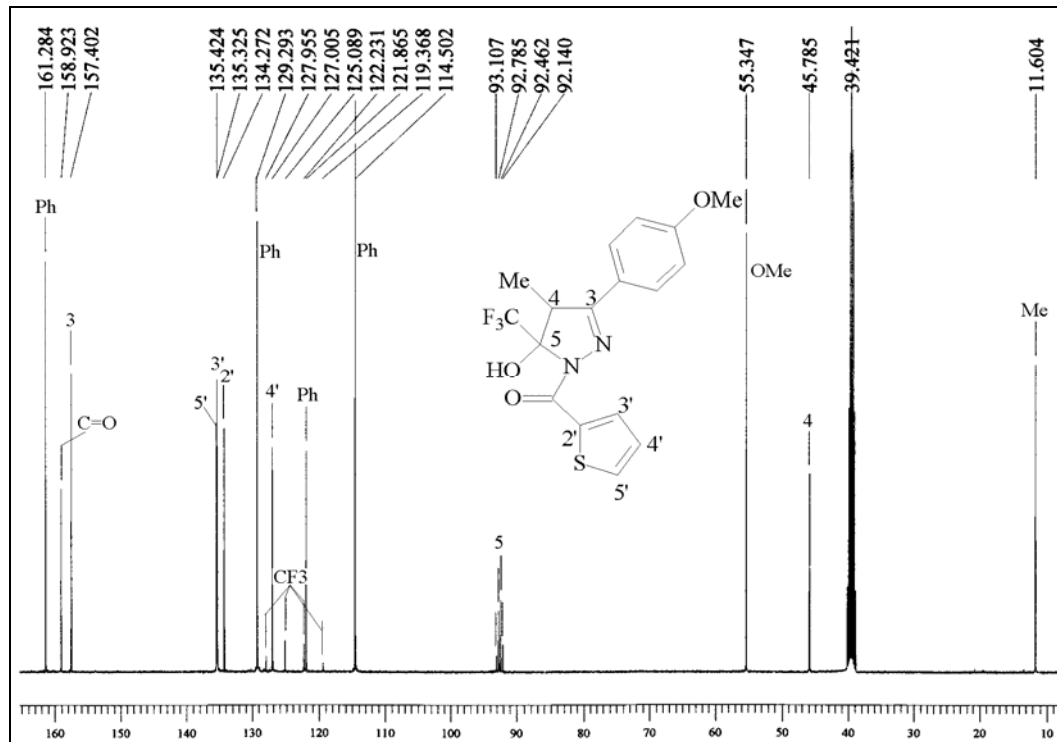 161.284
158.923
157.402
135.424
135.325
134.272
129.293
127.955
127.005
125.089
122.231
121.865
119.368
114.502
93.107
92.785
92.462
92.140
55.347
45.785
39.421
11.604
Ph
3
C=O
5'
3'
2'
Ph
4'
Ph
CF3
Ph
5
OMe
4
Me
OMe
Me
4
3
F3C
5
N
HO
N
O
3'
2'
4'
S
5'
160 150 140 130 120 110 100 90 80 70 60 50 40 30 20 10